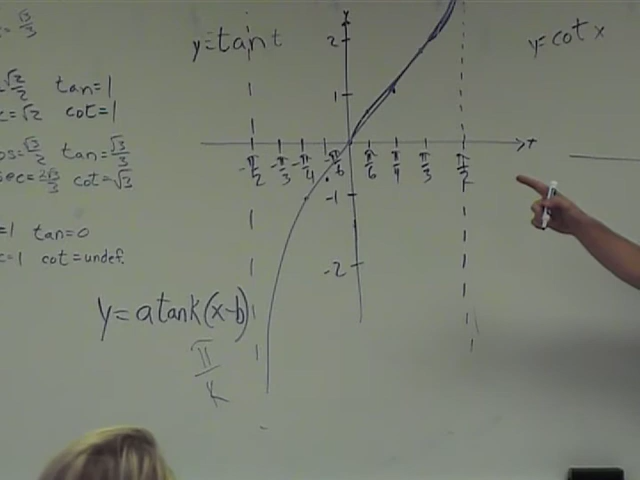 = √3/3
√2/2 tan=1
c=√2 cot=1
os=√3/2 tan=√3/3
sec=2√3/3 cot=√3
=1 tan=0
=1 cot=undef.
y=tan t
y
2
1
-π/2 -π/3 -π/4 -π/6 π/6 π/4 π/3 π/2
-1
-2
y=cot x
y=atank(x-b)
π/k